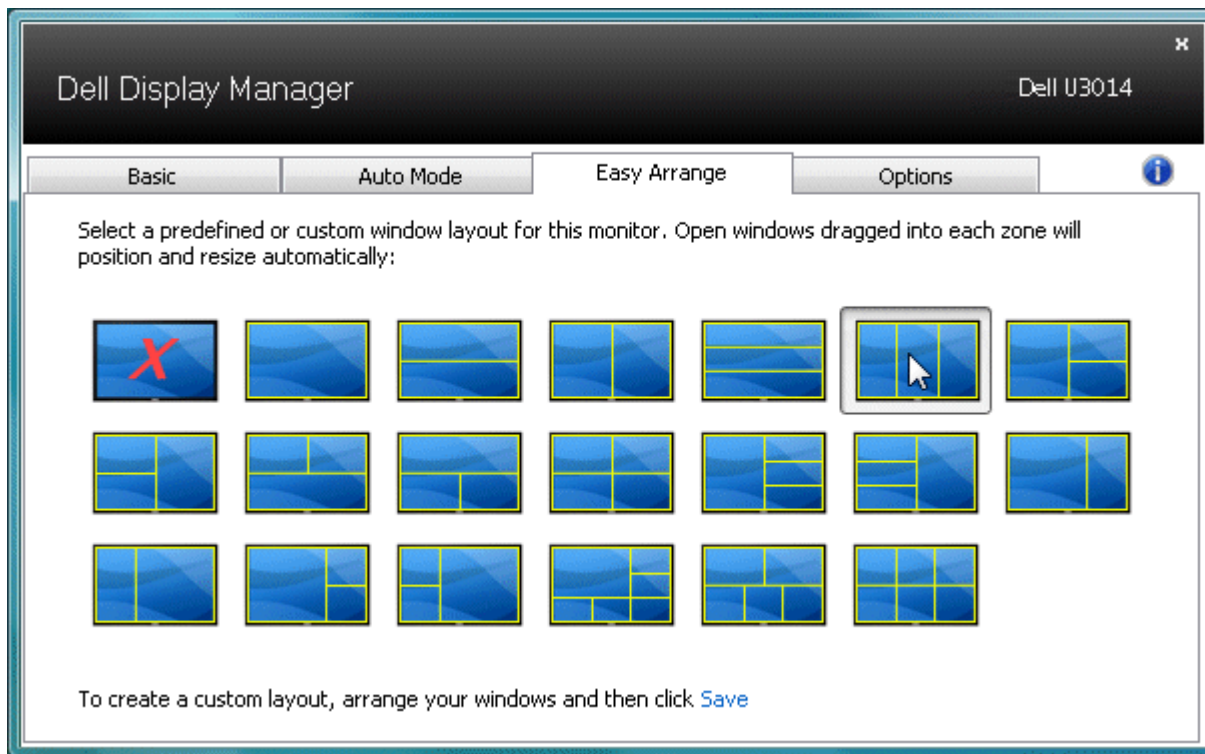 Dell Display Manager
Dell U3014
Basic
Auto Mode
Easy Arrange
Options
Select a predefined or custom window layout for this monitor. Open windows dragged into each zone will
position and resize automatically:
To create a custom layout, arrange your windows and then click Save